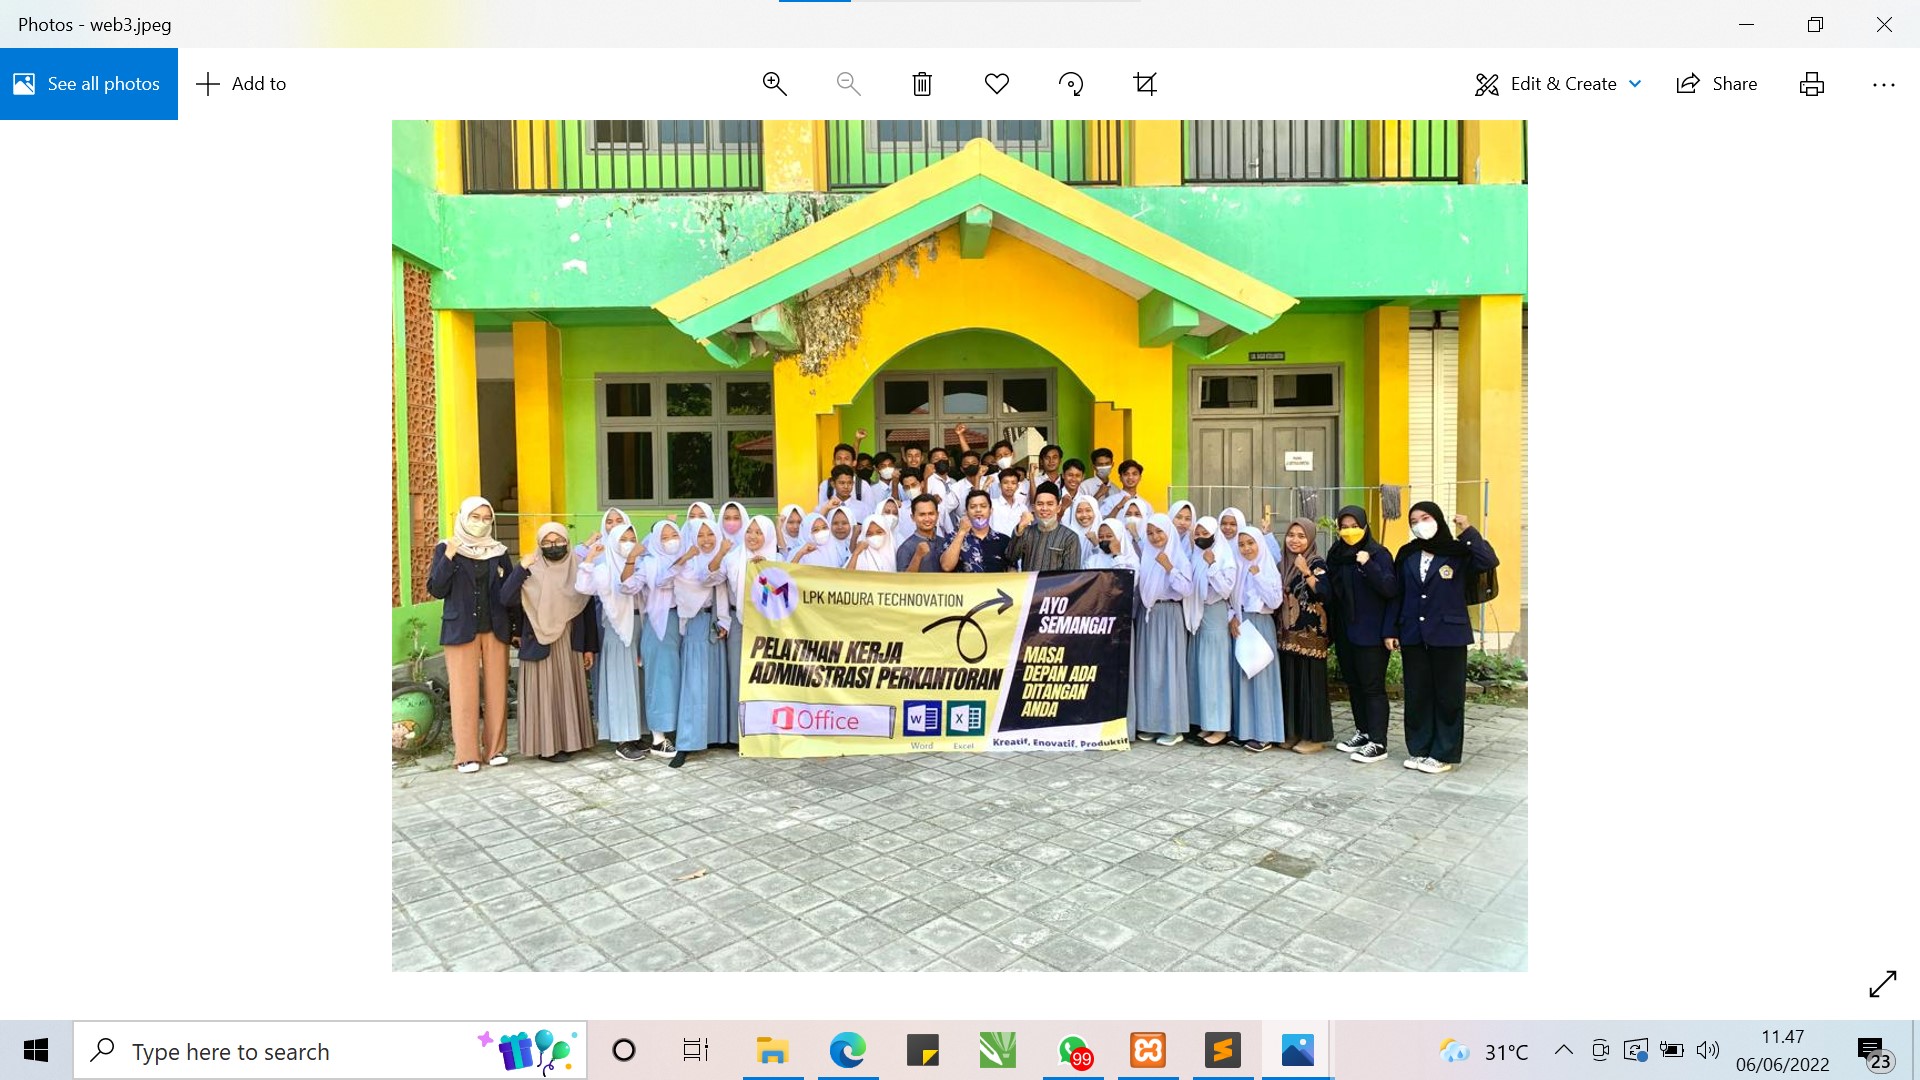 Photos - web3.jpeg
See all photos
Add to
Edit & Create
Share
LPK MADURA TECHNOVATION
PELATIHAN KERJA
ADMINISTRASI PERKANTORAN
Office
W
X
Word
Excel
AYO
SEMANGAT
MASA
DEPAN ADA
DITANGAN
ANDA
Kreatif, Enovatif, Produktif
Type here to search
99
31°C
11.47
06/06/2022
23